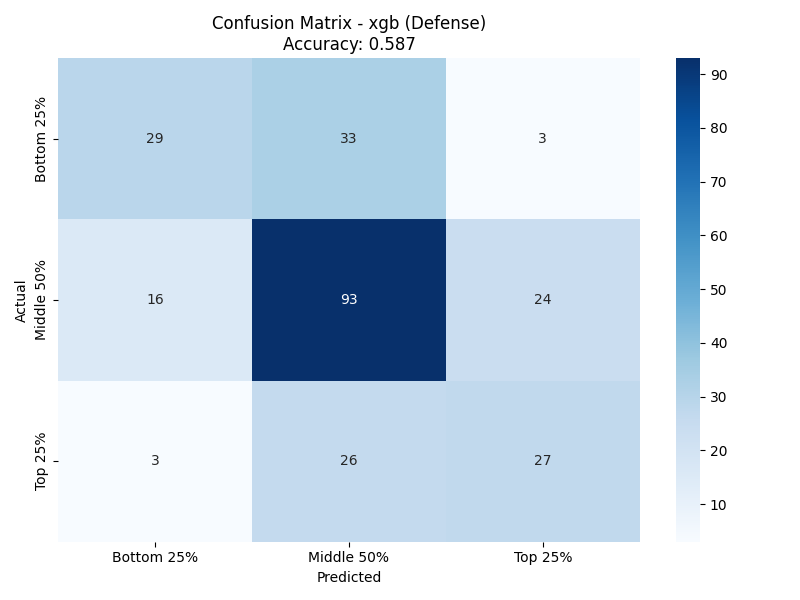 Confusion Matrix - xgb (Defense)
Accuracy: 0.587
Actual
Bottom 25%
29
33
3
Middle 50%
16
93
24
Top 25%
3
26
27
Bottom 25%
Middle 50%
Top 25%
Predicted
90
80
70
60
50
40
30
20
10